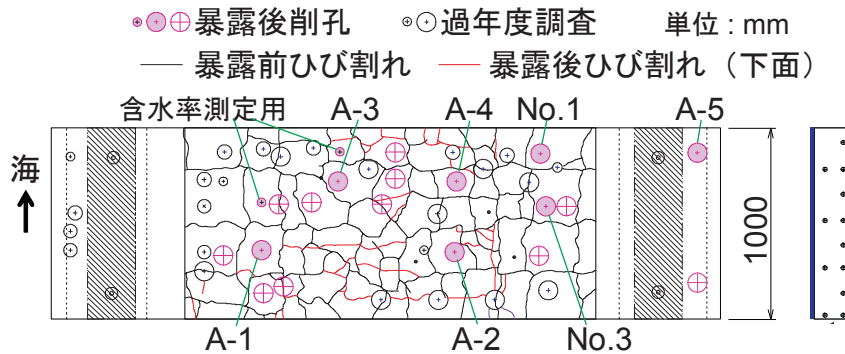 暴露後削孔 過年度調査 単位 : mm
暴露前ひび割れ 暴露後ひび割れ（下面）
含水率測定用 A-3 A-4 No.1 A-5
海
1000
A-1 A-2 No.3